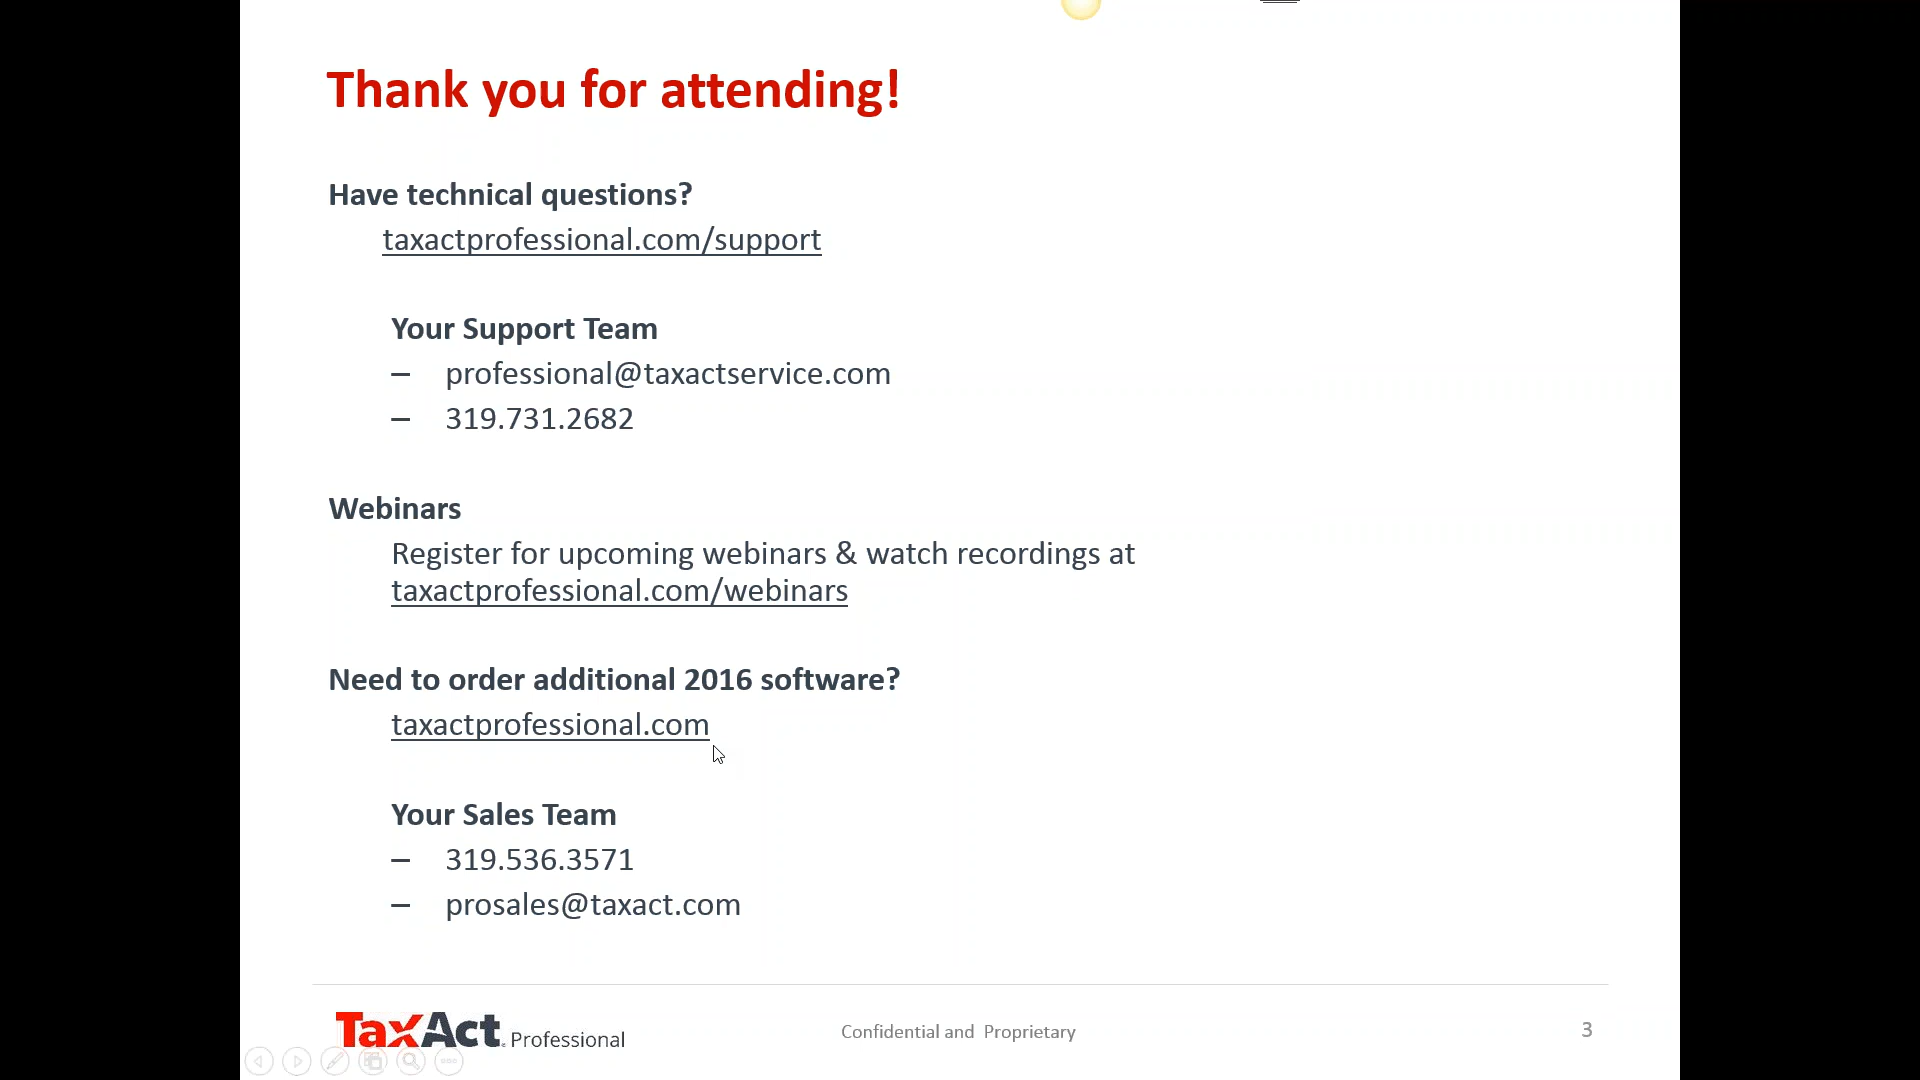 Thank you for attending!
Have technical questions?
taxactprofessional.com/support
Your Support Team
– professional@taxactservice.com
– 319.731.2682
Webinars
Register for upcoming webinars & watch recordings at
taxactprofessional.com/webinars
Need to order additional 2016 software?
taxactprofessional.com
Your Sales Team
– 319.536.3571
– prosales@taxact.com
TaxAct Professional
Confidential and Proprietary
3